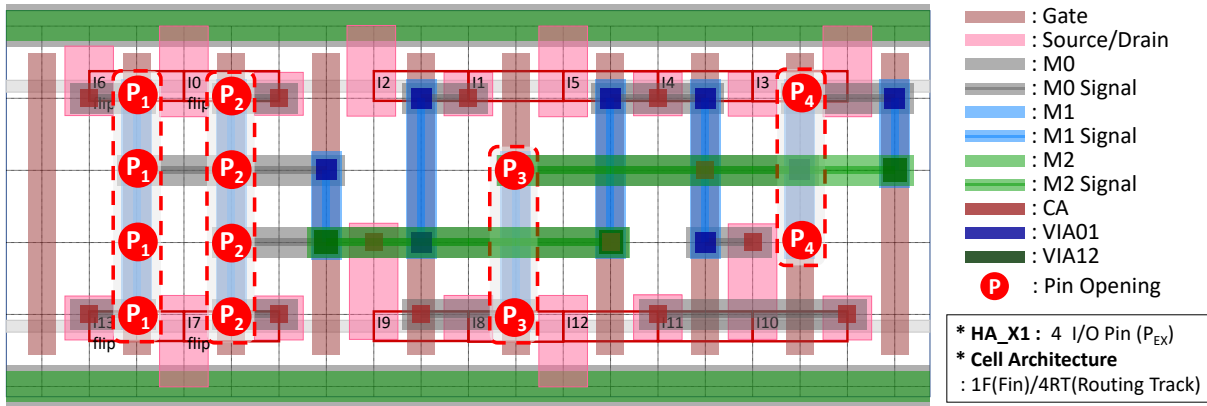 I6 I0 I2 I1 I5 I4 I3
flip flip
P1 P2 P4
P1 P2 P3
P1 P2 P4
P1 P2 P3
I13 I7 I9 I8 I12 I11 I10
flip flip
: Gate
: Source/Drain
: M0
: M0 Signal
: M1
: M1 Signal
: M2
: M2 Signal
: CA
: VIA01
: VIA12
P : Pin Opening
* HA_X1 : 4 I/O Pin (PEX)
* Cell Architecture
: 1F(Fin)/4RT(Routing Track)